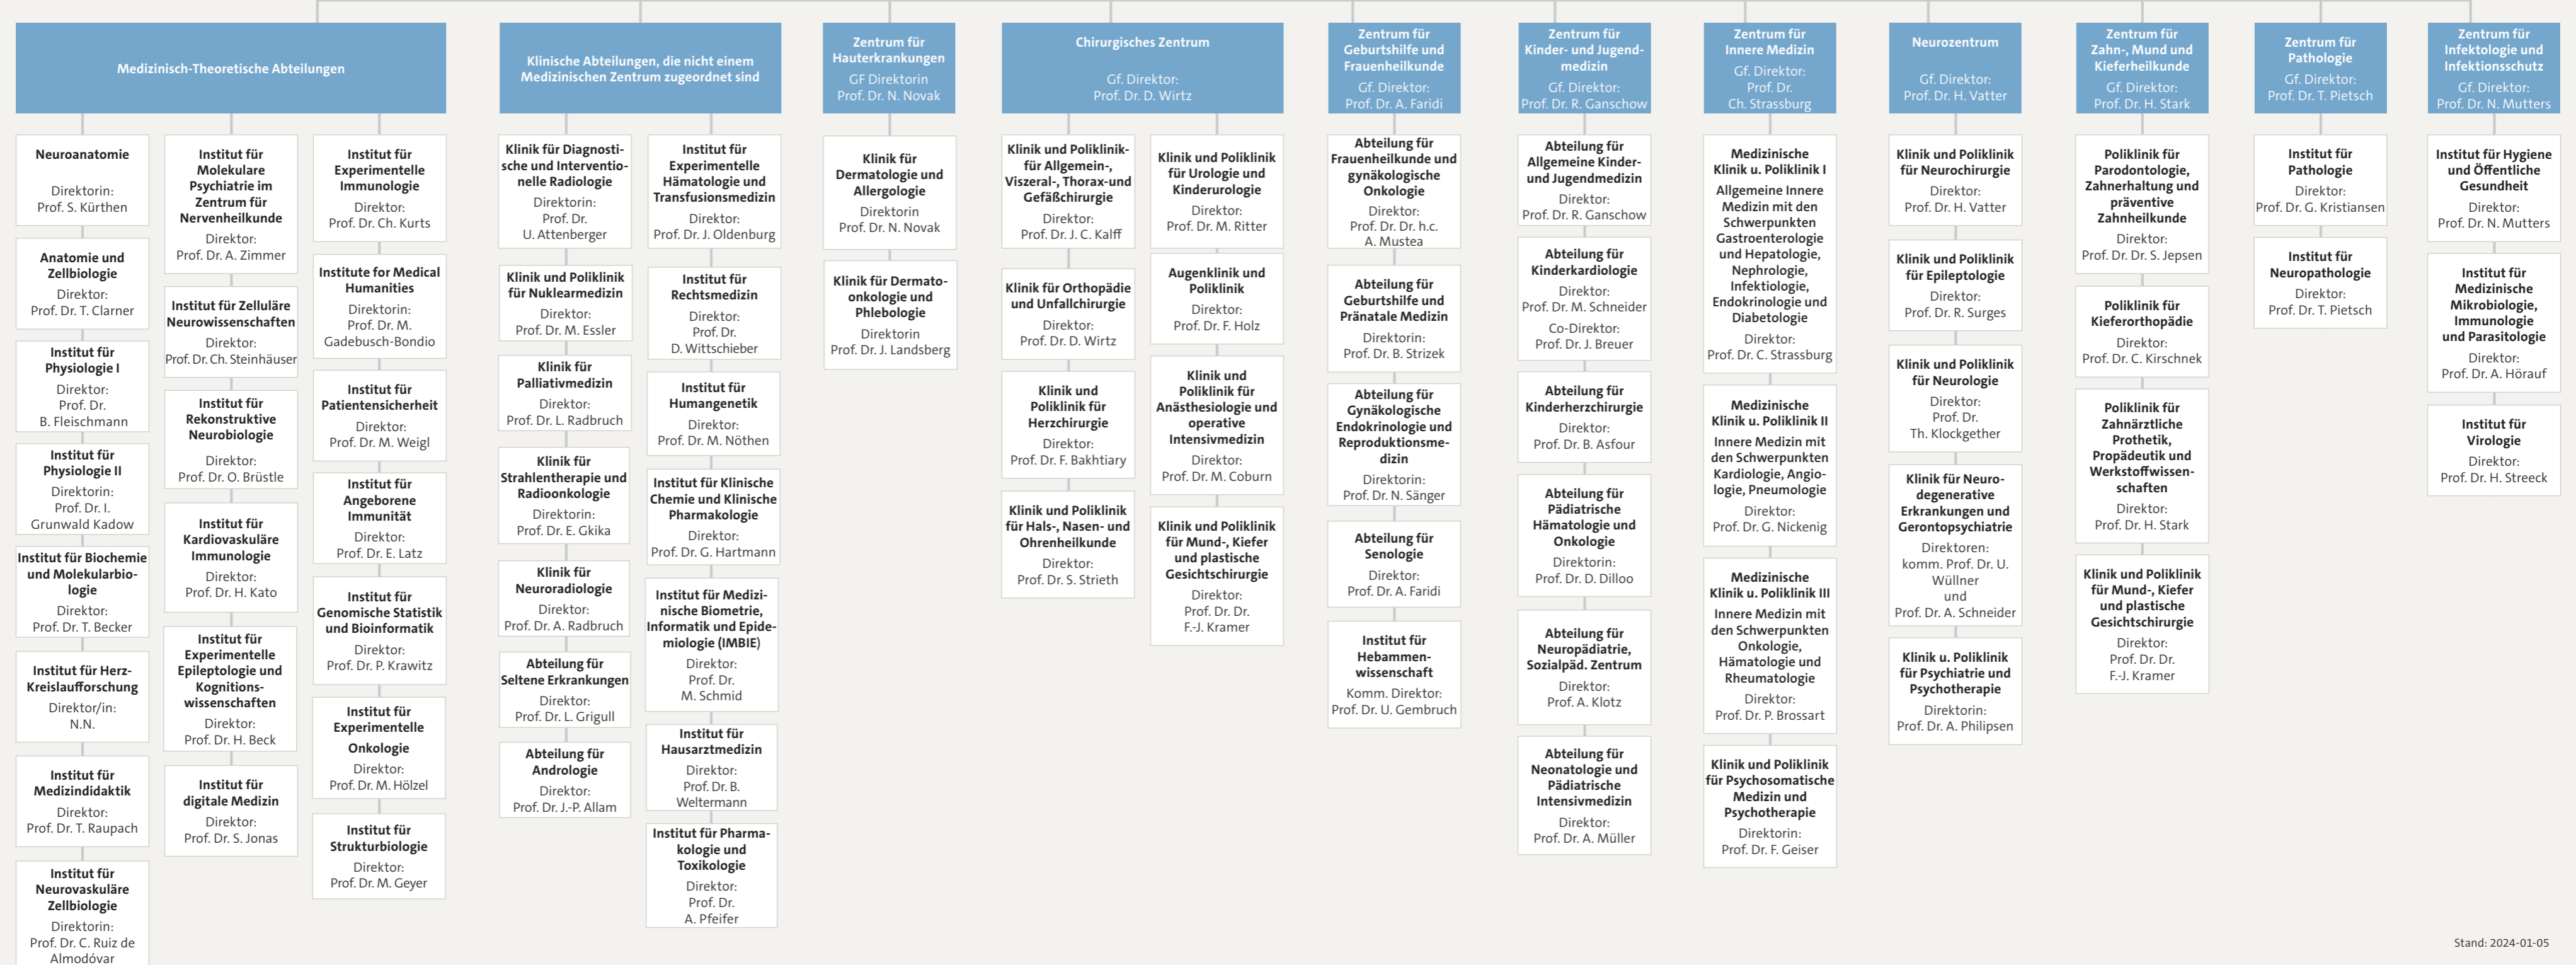 Medizinisch-Theoretische Abteilungen
Neuroanatomie
Direktorin:
Prof. S. Kürthen
Anatomie und
Zellbiologie
Direktor:
Prof. Dr. T. Clarner
Institut für
Physiologie I
Direktor:
Prof. Dr.
B. Fleischmann
Institut für
Physiologie II
Direktorin:
Prof. Dr. I.
Grunwald Kadow
Institut für Biochemie
und Molekularbio-
logie
Direktor:
Prof. Dr. T. Becker
Institut für Herz-
Kreislaufforschung
Direktor/in:
N.N.
Institut für
Medizindidaktik
Direktor:
Prof. Dr. T. Raupach
Institut für
Neurovaskuläre
Zellbiologie
Direktorin:
Prof. Dr. C. Ruiz de
Almodóvar
Institut für
Molekulare
Psychiatrie im
Zentrum für
Nervenheilkunde
Direktor:
Prof. Dr. A. Zimmer
Institut für Zelluläre
Neurowissenschaften
Direktor:
Prof. Dr. Ch. Steinhäuser
Institut für
Rekonstruktive
Neurobiologie
Direktor:
Prof. Dr. O. Brüstle
Institut für
Kardiovaskuläre
Immunologie
Direktor:
Prof. Dr. H. Kato
Institut für
Experimentelle
Epileptologie und
Kognitions-
wissenschaften
Direktor:
Prof. Dr. H. Beck
Institut für
digitale Medizin
Direktor:
Prof. Dr. S. Jonas
Institut für
Experimentelle
Immunologie
Direktor:
Prof. Dr. Ch. Kurts
Institute for Medical
Humanities
Direktorin:
Prof. Dr. M.
Gadebusch-Bondio
Institut für
Patientensicherheit
Direktor:
Prof. Dr. M. Weigl
Institut für
Angeborene
Immunität
Direktor:
Prof. Dr. E. Latz
Institut für
Genomische Statistik
und Bioinformatik
Direktor:
Prof. Dr. P. Krawitz
Institut für
Experimentelle
Onkologie
Direktor:
Prof. Dr. M. Hölzel
Institut für
Strukturbiologie
Direktor:
Prof. Dr. M. Geyer
Klinische Abteilungen, die nicht einem
Medizinischen Zentrum zugeordnet sind
Klinik für Diagnosti-
sche und Interventio-
nelle Radiologie
Direktorin:
Prof. Dr.
U. Attenberger
Klinik und Poliklinik
für Nuklearmedizin
Direktor:
Prof. Dr. M. Essler
Klinik für
Palliativmedizin
Direktor:
Prof. Dr. L. Radbruch
Klinik für
Strahlentherapie und
Radioonkologie
Direktorin:
Prof. Dr. E. Gkika
Klinik für
Neuroradiologie
Direktor:
Prof. Dr. A. Radbruch
Abteilung für
Seltene Erkrankungen
Direktor:
Prof. Dr. L. Grigull
Abteilung für
Andrologie
Direktor:
Prof. Dr. J.-P. Allam
Institut für
Experimentelle
Hämatologie und
Transfusionsmedizin
Direktor:
Prof. Dr. J. Oldenburg
Institut für
Rechtsmedizin
Direktor:
Prof. Dr.
D. Wittschieber
Institut für
Humangenetik
Direktor:
Prof. Dr. M. Nöthen
Institut für Klinische
Chemie und Klinische
Pharmakologie
Direktor:
Prof. Dr. G. Hartmann
Institut für Medizi-
nische Biometrie,
Informatik und Epide-
miologie (IMBIE)
Direktor:
Prof. Dr.
M. Schmid
Institut für
Hausarztmedizin
Direktor:
Prof. Dr. B.
Weltermann
Institut für Pharma-
kologie und
Toxikologie
Direktor:
Prof. Dr.
A. Pfeifer
Zentrum für
Hauterkrankungen
GF Direktorin
Prof. Dr. N. Novak
Klinik für
Dermatologie und
Allergologie
Direktorin
Prof. Dr. N. Novak
Klinik für Dermato-
onkologie und
Phlebologie
Direktorin
Prof. Dr. J. Landsberg
Chirurgisches Zentrum
Gf. Direktor:
Prof. Dr. D. Wirtz
Klinik und Poliklinik-
für Allgemein-,
Viszeral-, Thorax-und
Gefäßchirurgie
Direktor:
Prof. Dr. J. C. Kalff
Klinik für Orthopädie
und Unfallchirurgie
Direktor:
Prof. Dr. D. Wirtz
Klinik und
Poliklinik für
Herzchirurgie
Direktor:
Prof. Dr. F. Bakhtiary
Klinik und Poliklinik
für Hals-, Nasen- und
Ohrenheilkunde
Direktor:
Prof. Dr. S. Strieth
Klinik und Poliklinik
für Urologie und
Kinderurologie
Direktor:
Prof. Dr. M. Ritter
Augenklinik und
Poliklinik
Direktor:
Prof. Dr. F. Holz
Klinik und
Poliklinik für
Anästhesiologie und
operative
Intensivmedizin
Direktor:
Prof. Dr. M. Coburn
Klinik und Poliklinik
für Mund-, Kiefer
und plastische
Gesichtschirurgie
Direktor:
Prof. Dr. Dr.
F.-J. Kramer
Zentrum für
Geburtshilfe und
Frauenheilkunde
Gf. Direktor:
Prof. Dr. A. Faridi
Abteilung für
Frauenheilkunde und
gynäkologische
Onkologie
Direktor:
Prof. Dr. Dr. h.c.
A. Mustea
Abteilung für
Geburtshilfe und
Pränatale Medizin
Direktorin:
Prof. Dr. B. Strizek
Abteilung für
Gynäkologische
Endokrinologie und
Reproduktionsme-
dizin
Direktorin:
Prof. Dr. N. Sänger
Abteilung für
Senologie
Direktor:
Prof. Dr. A. Faridi
Institut für
Hebammen-
wissenschaft
Komm. Direktor:
Prof. Dr. U. Gembruch
Zentrum für
Kinder- und Jugend-
medizin
Gf. Direktor:
Prof. Dr. R. Ganschow
Abteilung für
Allgemeine Kinder-
und Jugendmedizin
Direktor:
Prof. Dr. R. Ganschow
Abteilung für
Kinderkardiologie
Direktor:
Prof. Dr. M. Schneider
Co-Direktor:
Prof. Dr. J. Breuer
Abteilung für
Kinderherzchirurgie
Direktor:
Prof. Dr. B. Asfour
Abteilung für
Pädiatrische
Hämatologie und
Onkologie
Direktorin:
Prof. Dr. D. Dilloo
Abteilung für
Neuropädiatrie,
Sozialpäd. Zentrum
Direktor:
Prof. A. Klotz
Abteilung für
Neonatologie und
Pädiatrische
Intensivmedizin
Direktor:
Prof. Dr. A. Müller
Zentrum für
Innere Medizin
Gf. Direktor:
Prof. Dr.
Ch. Strassburg
Medizinische
Klinik u. Poliklinik I
Allgemeine Innere
Medizin mit den
Schwerpunkten
Gastroenterologie
und Hepatologie,
Nephrologie,
Infektiologie,
Endokrinologie und
Diabetologie
Direktor:
Prof. Dr. C. Strassburg
Medizinische
Klinik u. Poliklinik II
Innere Medizin mit
den Schwerpunkten
Kardiologie, Angio-
logie, Pneumologie
Direktor:
Prof. Dr. G. Nickenig
Medizinische
Klinik u. Poliklinik III
Innere Medizin mit
den Schwerpunkten
Onkologie,
Hämatologie und
Rheumatologie
Direktor:
Prof. Dr. P. Brossart
Klinik und Poliklinik
für Psychosomatische
Medizin und
Psychotherapie
Direktorin:
Prof. Dr. F. Geiser
Neurozentrum
Gf. Direktor:
Prof. Dr. H. Vatter
Klinik und Poliklinik
für Neurochirurgie
Direktor:
Prof. Dr. H. Vatter
Klinik und Poliklinik
für Epileptologie
Direktor:
Prof. Dr. R. Surges
Klinik und Poliklinik
für Neurologie
Direktor:
Prof. Dr.
Th. Klockgether
Klinik für Neuro-
degenerative
Erkrankungen und
Gerontopsychiatrie
Direktoren:
komm. Prof. Dr. U.
Wüllner
und
Prof. Dr. A. Schneider
Klinik u. Poliklinik
für Psychiatrie und
Psychotherapie
Direktorin:
Prof. Dr. A. Philipsen
Zentrum für
Zahn-, Mund und
Kieferheilkunde
Gf. Direktor:
Prof. Dr. H. Stark
Poliklinik für
Parodontologie,
Zahnerhaltung und
präventive
Zahnheilkunde
Direktor:
Prof. Dr. Dr. S. Jepsen
Poliklinik für
Kieferorthopädie
Direktor:
Prof. Dr. C. Kirschnek
Poliklinik für
Zahnärztliche
Prothetik,
Propädeutik und
Werkstoffwissen-
schaften
Direktor:
Prof. Dr. H. Stark
Klinik und Poliklinik
für Mund-, Kiefer
und plastische
Gesichtschirurgie
Direktor:
Prof. Dr. Dr.
F.-J. Kramer
Zentrum für
Pathologie
Gf. Direktor:
Prof. Dr. T. Pietsch
Institut für
Pathologie
Direktor:
Prof. Dr. G. Kristiansen
Institut für
Neuropathologie
Direktor:
Prof. Dr. T. Pietsch
Zentrum für
Infektologie und
Infektionsschutz
Gf. Direktor:
Prof. Dr. N. Mutters
Institut für Hygiene
und Öffentliche
Gesundheit
Direktor:
Prof. Dr. N. Mutters
Institut für
Medizinische
Mikrobiologie,
Immunologie
und Parasitologie
Direktor:
Prof. Dr. A. Hörauf
Institut für
Virologie
Direktor:
Prof. Dr. H. Streeck
Stand: 2024-01-05